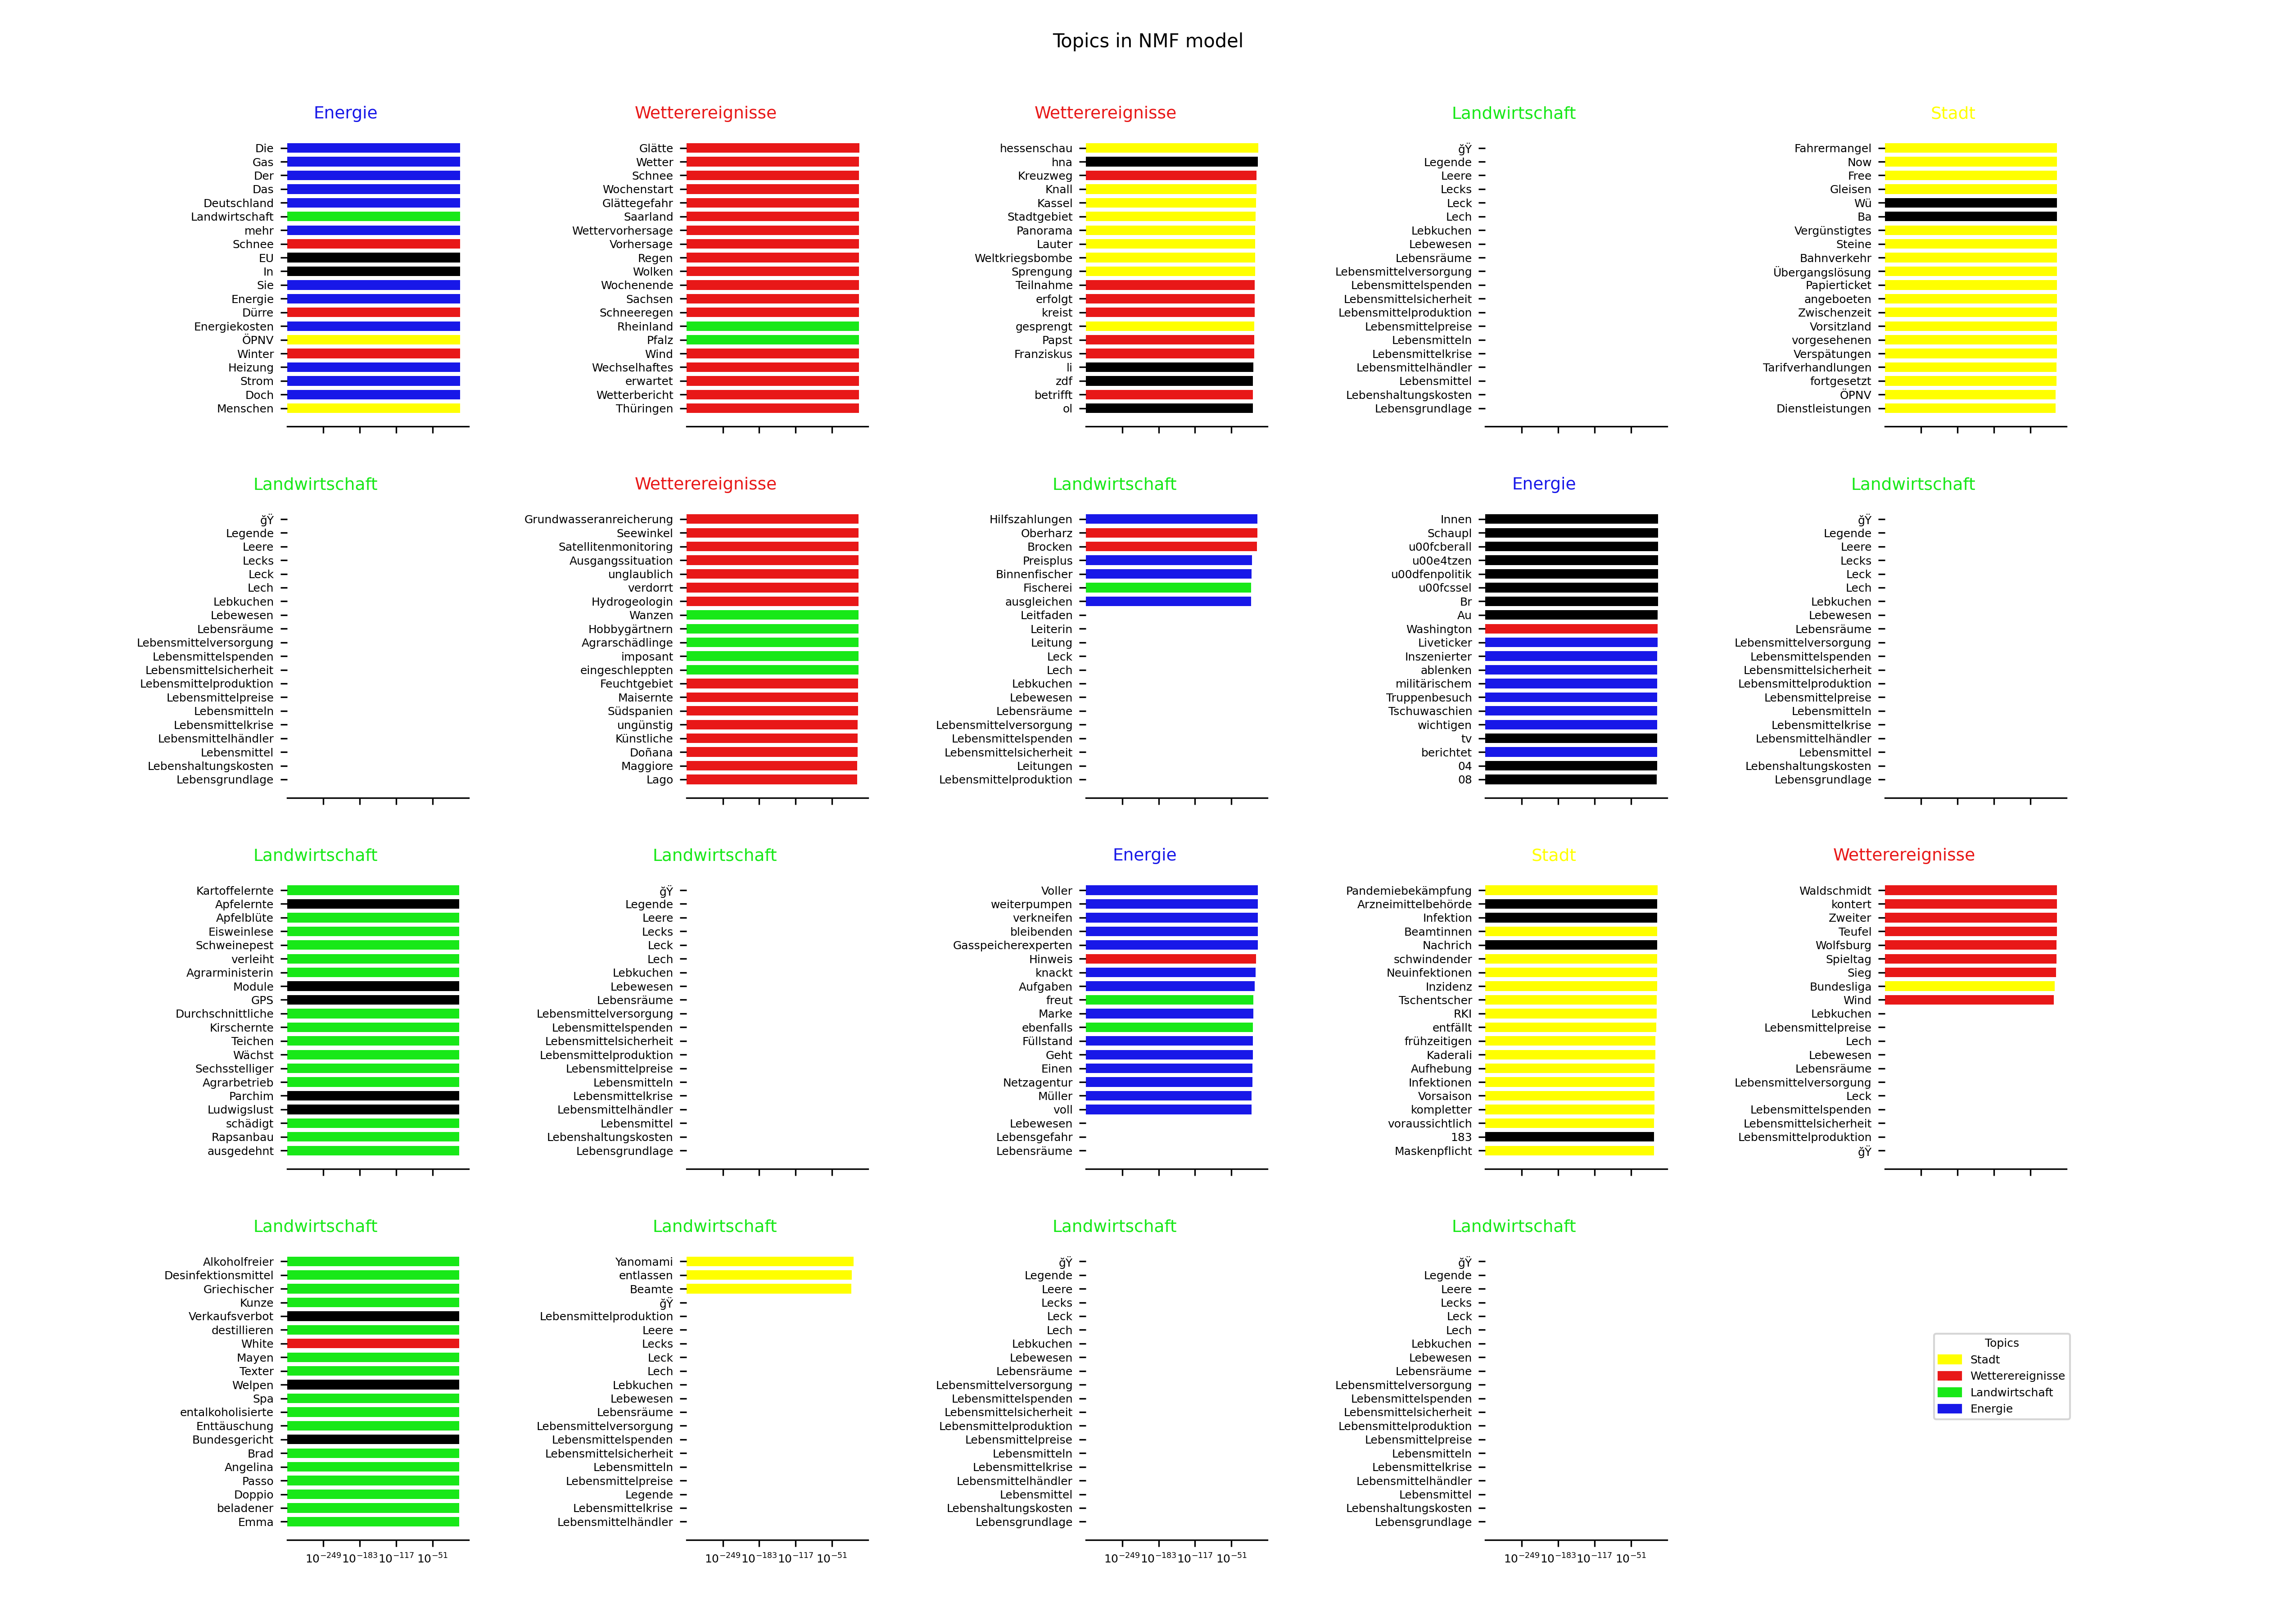 Topics in NMF model
Energie
Die
Gas
Der
Das
Deutschland
Landwirtschaft
mehr
Schnee
EU
In
Sie
Energie
Dürre
Energiekosten
ÖPNV
Winter
Heizung
Strom
Doch
Menschen
Wetterereignisse
Glätte
Wetter
Schnee
Wochenstart
Glättegefahr
Saarland
Wettervorhersage
Vorhersage
Regen
Wolken
Wochenende
Sachsen
Schneeregen
Rheinland
Pfalz
Wind
Wechselhaftes
erwartet
Wetterbericht
Thüringen
Wetterereignisse
hessenschau
hna
Kreuzweg
Knall
Kassel
Stadtgebiet
Panorama
Lauter
Weltkriegsbombe
Sprengung
Teilnahme
erfolgt
kreist
gesprengt
Papst
Franziskus
li
zdf
betrifft
ol
Landwirtschaft
ğŸ
Legende
Leere
Lecks
Leck
Lech
Lebkuchen
Lebewesen
Lebensräume
Lebensmittelversorgung
Lebensmittelspenden
Lebensmittelsicherheit
Lebensmittelproduktion
Lebensmittelpreise
Lebensmitteln
Lebensmittelkrise
Lebensmittelhändler
Lebensmittel
Lebenshaltungskosten
Lebensgrundlage
Stadt
Fahrermangel
Now
Free
Gleisen
Wü
Ba
Vergünstigtes
Steine
Bahnverkehr
Übergangslösung
Papierticket
angeboeten
Zwischenzeit
Vorsitzland
vorgesehenen
Verspätungen
Tarifverhandlungen
fortgesetzt
ÖPNV
Dienstleistungen
Landwirtschaft
ğŸ
Legende
Leere
Lecks
Leck
Lech
Lebkuchen
Lebewesen
Lebensräume
Lebensmittelversorgung
Lebensmittelspenden
Lebensmittelsicherheit
Lebensmittelproduktion
Lebensmittelpreise
Lebensmitteln
Lebensmittelkrise
Lebensmittelhändler
Lebensmittel
Lebenshaltungskosten
Lebensgrundlage
Wetterereignisse
Grundwasseranreicherung
Seewinkel
Satellitenmonitoring
Ausgangssituation
unglaublich
verdorrt
Hydrogeologin
Wanzen
Hobbygärtnern
Agrarschädlinge
imposant
eingeschleppten
Feuchtgebiet
Maisernte
Südspanien
ungünstig
Künstliche
Doñana
Maggiore
Lago
Landwirtschaft
Hilfszahlungen
Oberharz
Brocken
Preisplus
Binnenfischer
Fischerei
ausgleichen
Leitfaden
Leiterin
Leitung
Leck
Lech
Lebkuchen
Lebewesen
Lebensräume
Lebensmittelversorgung
Lebensmittelspenden
Lebensmittelsicherheit
Leitungen
Lebensmittelproduktion
Energie
Innen
Schaupl
u00fcberall
u00e4tzen
u00dfenpolitik
u00fcssel
Br
Au
Washington
Liveticker
Inszenierter
ablenken
militärischem
Truppenbesuch
Tschuwaschien
wichtigen
tv
berichtet
04
08
Landwirtschaft
ğŸ
Legende
Leere
Lecks
Leck
Lech
Lebkuchen
Lebewesen
Lebensräume
Lebensmittelversorgung
Lebensmittelspenden
Lebensmittelsicherheit
Lebensmittelproduktion
Lebensmittelpreise
Lebensmitteln
Lebensmittelkrise
Lebensmittelhändler
Lebensmittel
Lebenshaltungskosten
Lebensgrundlage
Landwirtschaft
Kartoffelernte
Apfelernte
Apfelblüte
Eisweinlese
Schweinepest
verleiht
Agrarministerin
Module
GPS
Durchschnittliche
Kirschernte
Teichen
Wächst
Sechsstelliger
Agrarbetrieb
Parchim
Ludwigslust
schädigt
Rapsanbau
ausgedehnt
Landwirtschaft
ğŸ
Legende
Leere
Lecks
Leck
Lech
Lebkuchen
Lebewesen
Lebensräume
Lebensmittelversorgung
Lebensmittelspenden
Lebensmittelsicherheit
Lebensmittelproduktion
Lebensmittelpreise
Lebensmitteln
Lebensmittelkrise
Lebensmittelhändler
Lebensmittel
Lebenshaltungskosten
Lebensgrundlage
Energie
Voller
weiterpumpen
verkneifen
bleibenden
Gasspeicherexperten
Hinweis
knackt
Aufgaben
freut
Marke
ebenfalls
Füllstand
Geht
Einen
Netzagentur
Müller
voll
Lebewesen
Lebensgefahr
Lebensräume
Stadt
Pandemiebekämpfung
Arzneimittelbehörde
Infektion
Beamtinnen
Nachrich
schwindender
Neuinfektionen
Inzidenz
Tschentscher
RKI
entfällt
frühzeitigen
Kaderali
Aufhebung
Infektionen
Vorsaison
kompletter
voraussichtlich
183
Maskenpflicht
Wetterereignisse
Waldschmidt
kontert
Zweiter
Teufel
Wolfsburg
Spieltag
Sieg
Bundesliga
Wind
Lebkuchen
Lebensmittelpreise
Lech
Lebewesen
Lebensräume
Lebensmittelversorgung
Leck
Lebensmittelspenden
Lebensmittelsicherheit
Lebensmittelproduktion
ğŸ
Landwirtschaft
Alkoholfreier
Desinfektionsmittel
Griechischer
Kunze
Verkaufsverbot
destillieren
White
Mayen
Texter
Welpen
Spa
entalkoholisierte
Enttäuschung
Bundesgericht
Brad
Angelina
Passo
Doppio
beladener
Emma
10⁻²⁴⁹ 10⁻¹⁸³ 10⁻¹¹⁷ 10⁻⁵¹
Landwirtschaft
Yanomami
entlassen
Beamte
ğŸ
Lebensmittelproduktion
Leere
Lecks
Leck
Lech
Lebkuchen
Lebewesen
Lebensräume
Lebensmittelversorgung
Lebensmittelspenden
Lebensmittelsicherheit
Lebensmitteln
Lebensmittelpreise
Legende
Lebensmittelkrise
Lebensmittelhändler
10⁻²⁴⁹ 10⁻¹⁸³ 10⁻¹¹⁷ 10⁻⁵¹
Landwirtschaft
ğŸ
Legende
Leere
Lecks
Leck
Lech
Lebkuchen
Lebewesen
Lebensräume
Lebensmittelversorgung
Lebensmittelspenden
Lebensmittelsicherheit
Lebensmittelproduktion
Lebensmittelpreise
Lebensmitteln
Lebensmittelkrise
Lebensmittelhändler
Lebensmittel
Lebenshaltungskosten
Lebensgrundlage
10⁻²⁴⁹ 10⁻¹⁸³ 10⁻¹¹⁷ 10⁻⁵¹
Landwirtschaft
ğŸ
Legende
Leere
Lecks
Leck
Lech
Lebkuchen
Lebewesen
Lebensräume
Lebensmittelversorgung
Lebensmittelspenden
Lebensmittelsicherheit
Lebensmittelproduktion
Lebensmittelpreise
Lebensmitteln
Lebensmittelkrise
Lebensmittelhändler
Lebensmittel
Lebenshaltungskosten
Lebensgrundlage
10⁻²⁴⁹ 10⁻¹⁸³ 10⁻¹¹⁷ 10⁻⁵¹
Topics
Stadt
Wetterereignisse
Landwirtschaft
Energie